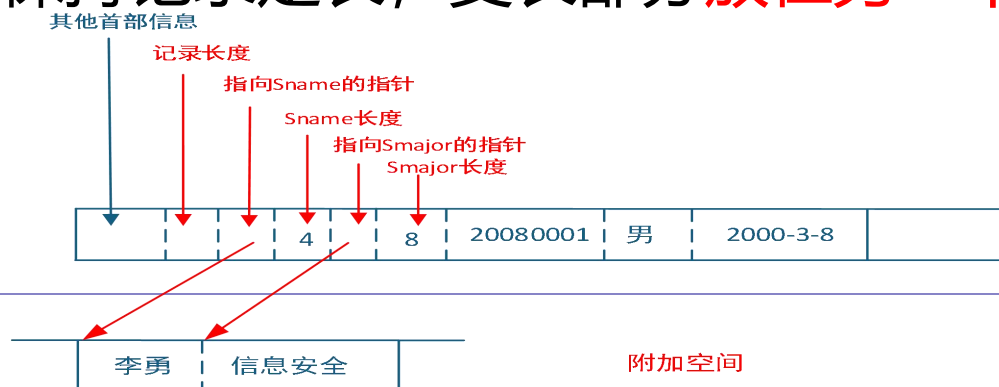 其他首部信息
记录长度
指向Sname的指针
Sname长度
指向Smajor的指针
Smajor长度
4 8 20080001 男 2000-3-8
李勇 信息安全
附加空间